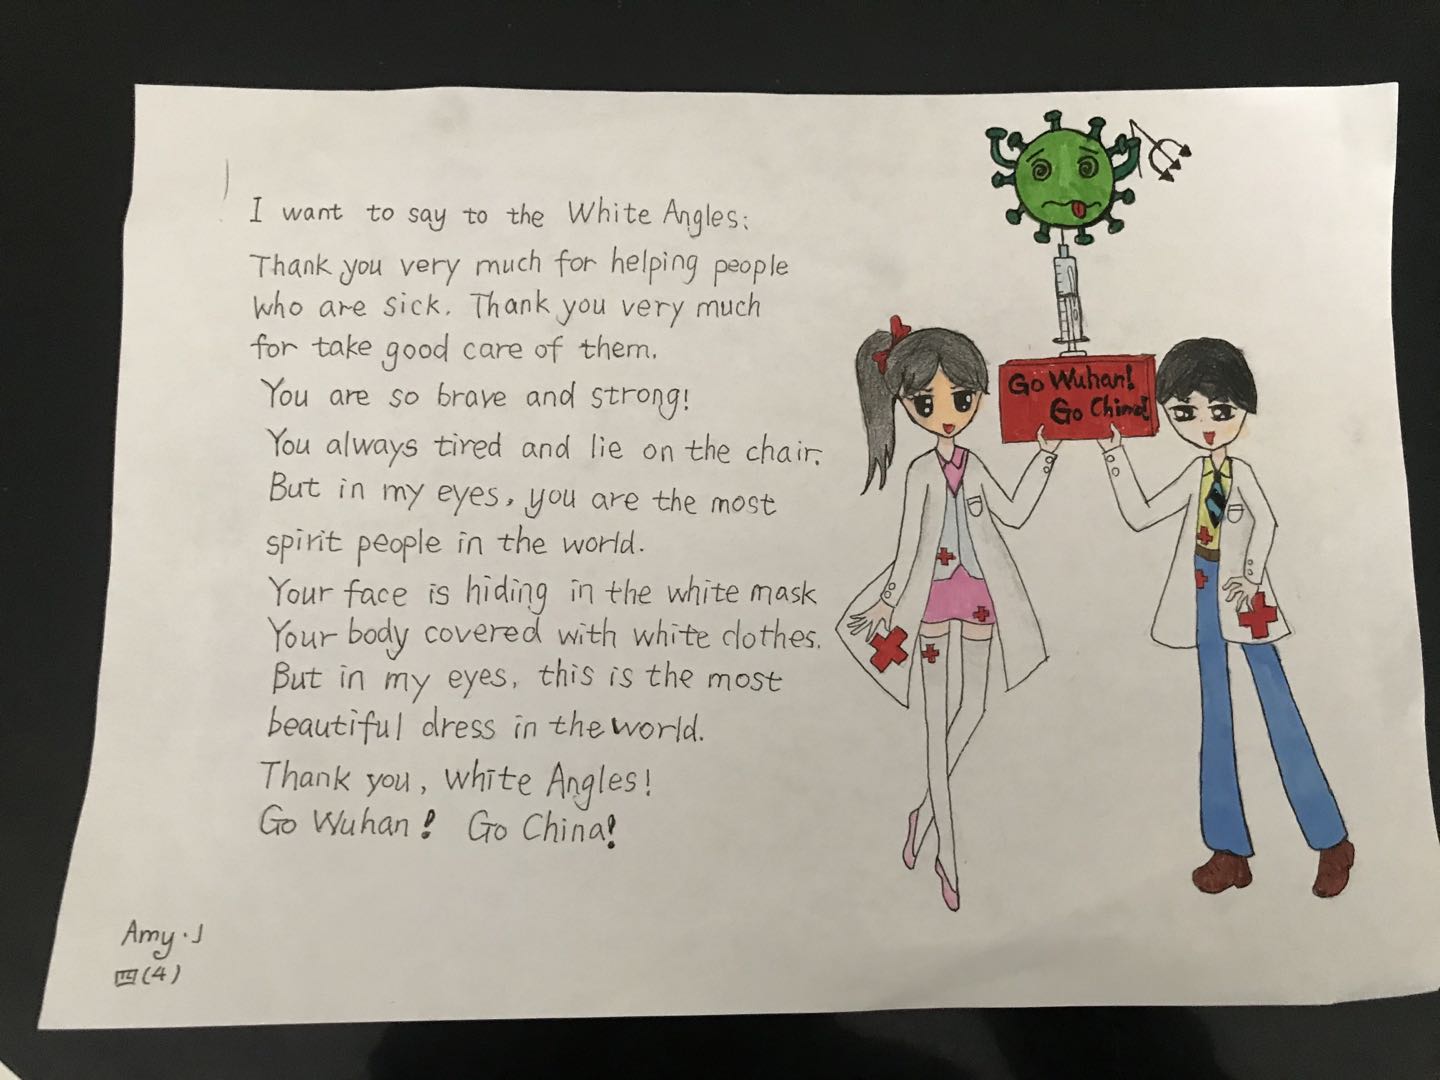 I want to say to the White Angles:
Thank you very much for helping people
who are sick. Thank you very much
for take good care of them.
You are so brave and strong!
You always tired and lie on the chair.
But in my eyes, you are the most
spirit people in the world.
Your face is hiding in the white mask
Your body covered with white clothes.
But in my eyes, this is the most
beautiful dress in the world.
Thank you, White Angles!
Go Wuhan! Go China!
Amy·J
四(4)
Go Wuhan!
Go China!